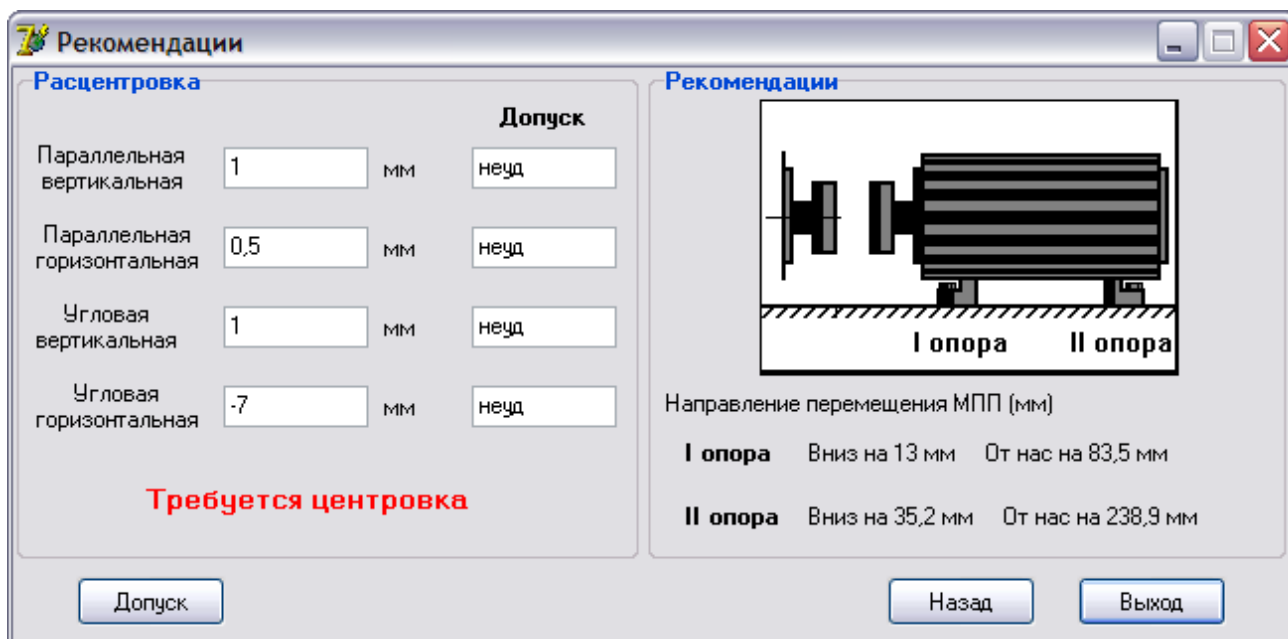 Рекомендации
Расцентровка
Допуск
Параллельная
вертикальная
1 мм неуд
Параллельная
горизонтальная
0,5 мм неуд
Угловая
вертикальная
1 мм неуд
Угловая
горизонтальная
-7 мм неуд
Требуется центровка
Допуск
Рекомендации
I опора II опора
Направление перемещения МПП (мм)
I опора Вниз на 13 мм От нас на 83,5 мм
II опора Вниз на 35,2 мм От нас на 238,9 мм
Назад Выход